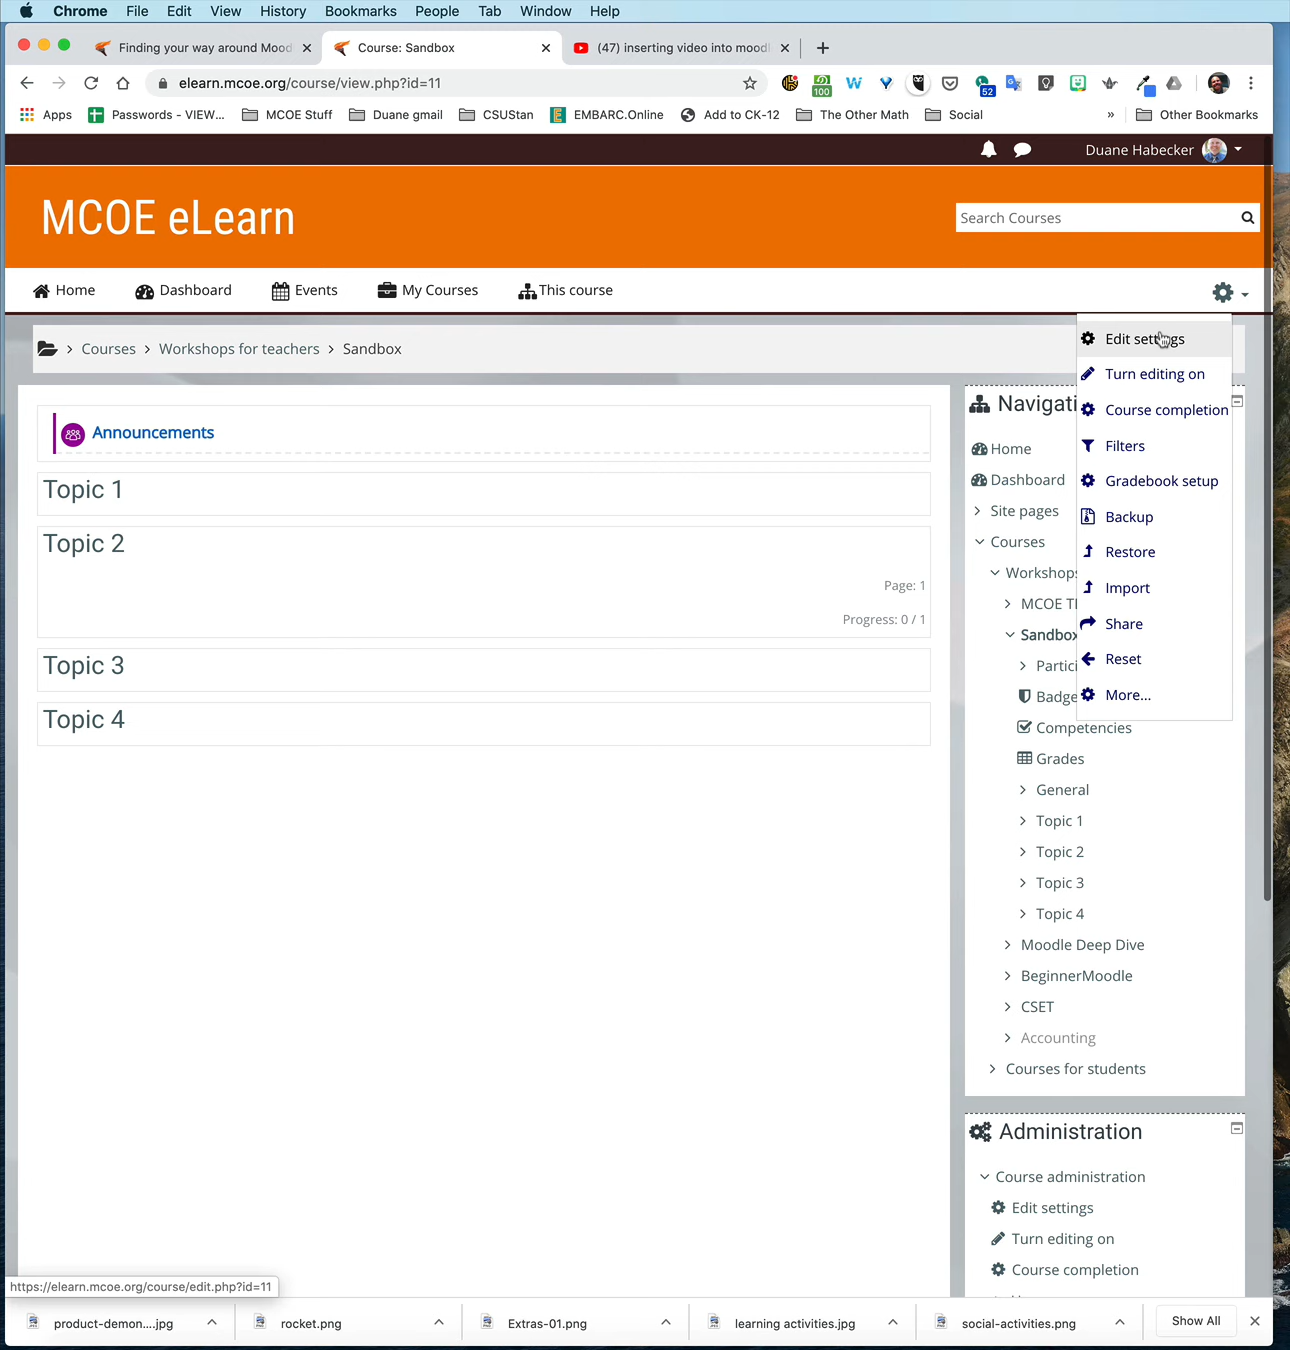 Chrome File Edit View History Bookmarks People Tab Window Help
Finding your way around Mood
Course: Sandbox
(47) inserting video into mood
elearn.mcoe.org/course/view.php?id=11
100
W
52
Apps
Passwords - VIEW...
MCOE Stuff
Duane gmail
CSUStan
EMBARC.Online
Add to CK-12
The Other Math
Social
»
Other Bookmarks
Duane Habecker
MCOE eLearn
Search Courses
Home
Dashboard
Events
My Courses
This course
Courses
Workshops for teachers
Sandbox
Edit settings
Turn editing on
Course completion
Filters
Gradebook setup
Backup
Restore
Import
Share
Reset
More...
Announcements
Topic 1
Topic 2
Page: 1
Progress: 0 / 1
Topic 3
Topic 4
Navigati
Home
Dashboard
Site pages
Courses
Workshops
MCOE T
Sandbox
Partici
Badge
Competencies
Grades
General
Topic 1
Topic 2
Topic 3
Topic 4
Moodle Deep Dive
BeginnerMoodle
CSET
Accounting
Courses for students
Administration
Course administration
Edit settings
Turn editing on
Course completion
https://elearn.mcoe.org/course/edit.php?id=11
product-demon....jpg
rocket.png
Extras-01.png
learning activities.jpg
social-activities.png
Show All